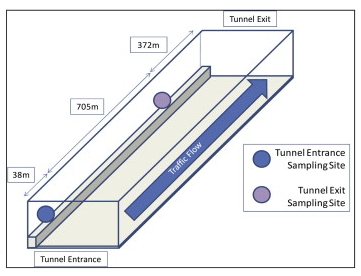 Tunnel Exit
372m
705m
38m
Traffic Flow
Tunnel Entrance
Sampling Site
Tunnel Exit
Sampling Site
Tunnel Entrance